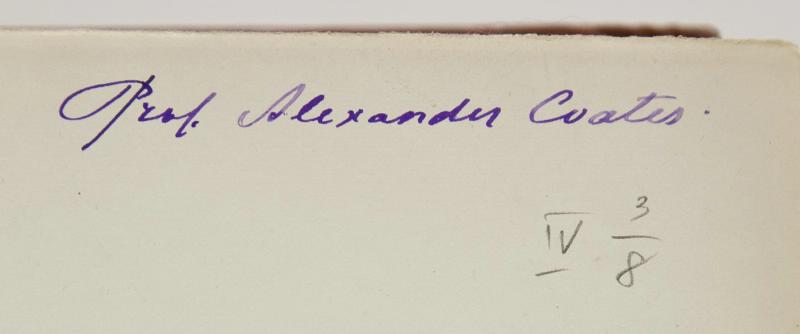 Prof. Alexander Coates.
IV 3/8